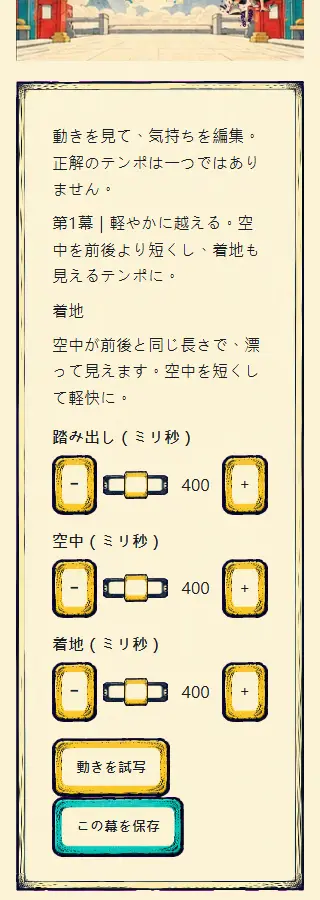 動きを見て、気持ちを編集。
正解のテンポは一つではあり
ません。
第1幕｜軽やかに越える。空
中を前後より短くし、着地も
見えるテンポに。
着地
空中が前後と同じ長さで、漂
って見えます。空中を短くし
て軽快に。
踏み出し（ミリ秒）
- 400 +
空中（ミリ秒）
- 400 +
着地（ミリ秒）
- 400 +
動きを試写
この幕を保存